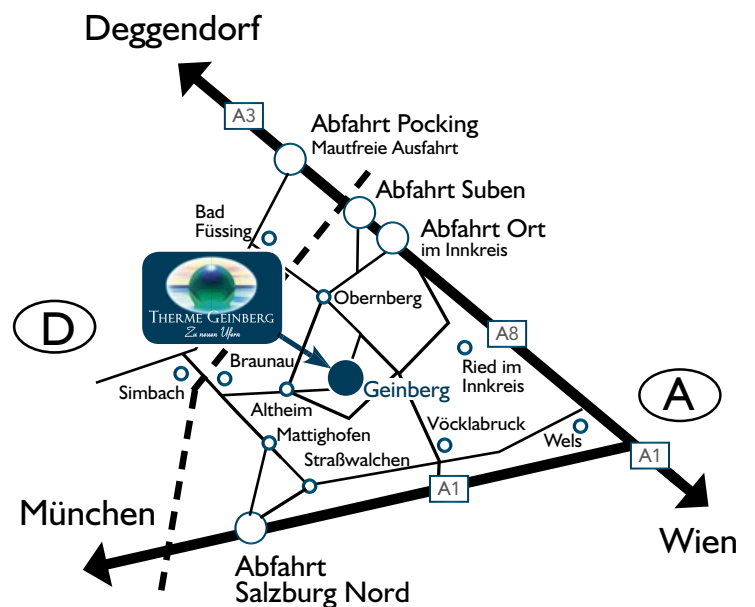 Deggendorf
A3
Abfahrt Pocking
Mautfreie Ausfahrt
Abfahrt Suben
Bad
Füssing
Abfahrt Ort
im Innkreis
THERME GEINBERG
Zu neuen Ufern
Obernberg
D
A8
Braunau
Ried im
Innkreis
Simbach
Geinberg
A
Altheim
Vöcklabruck
Mattighofen
Wels
Straßwalchen
A1
A1
München
Wien
Abfahrt
Salzburg Nord